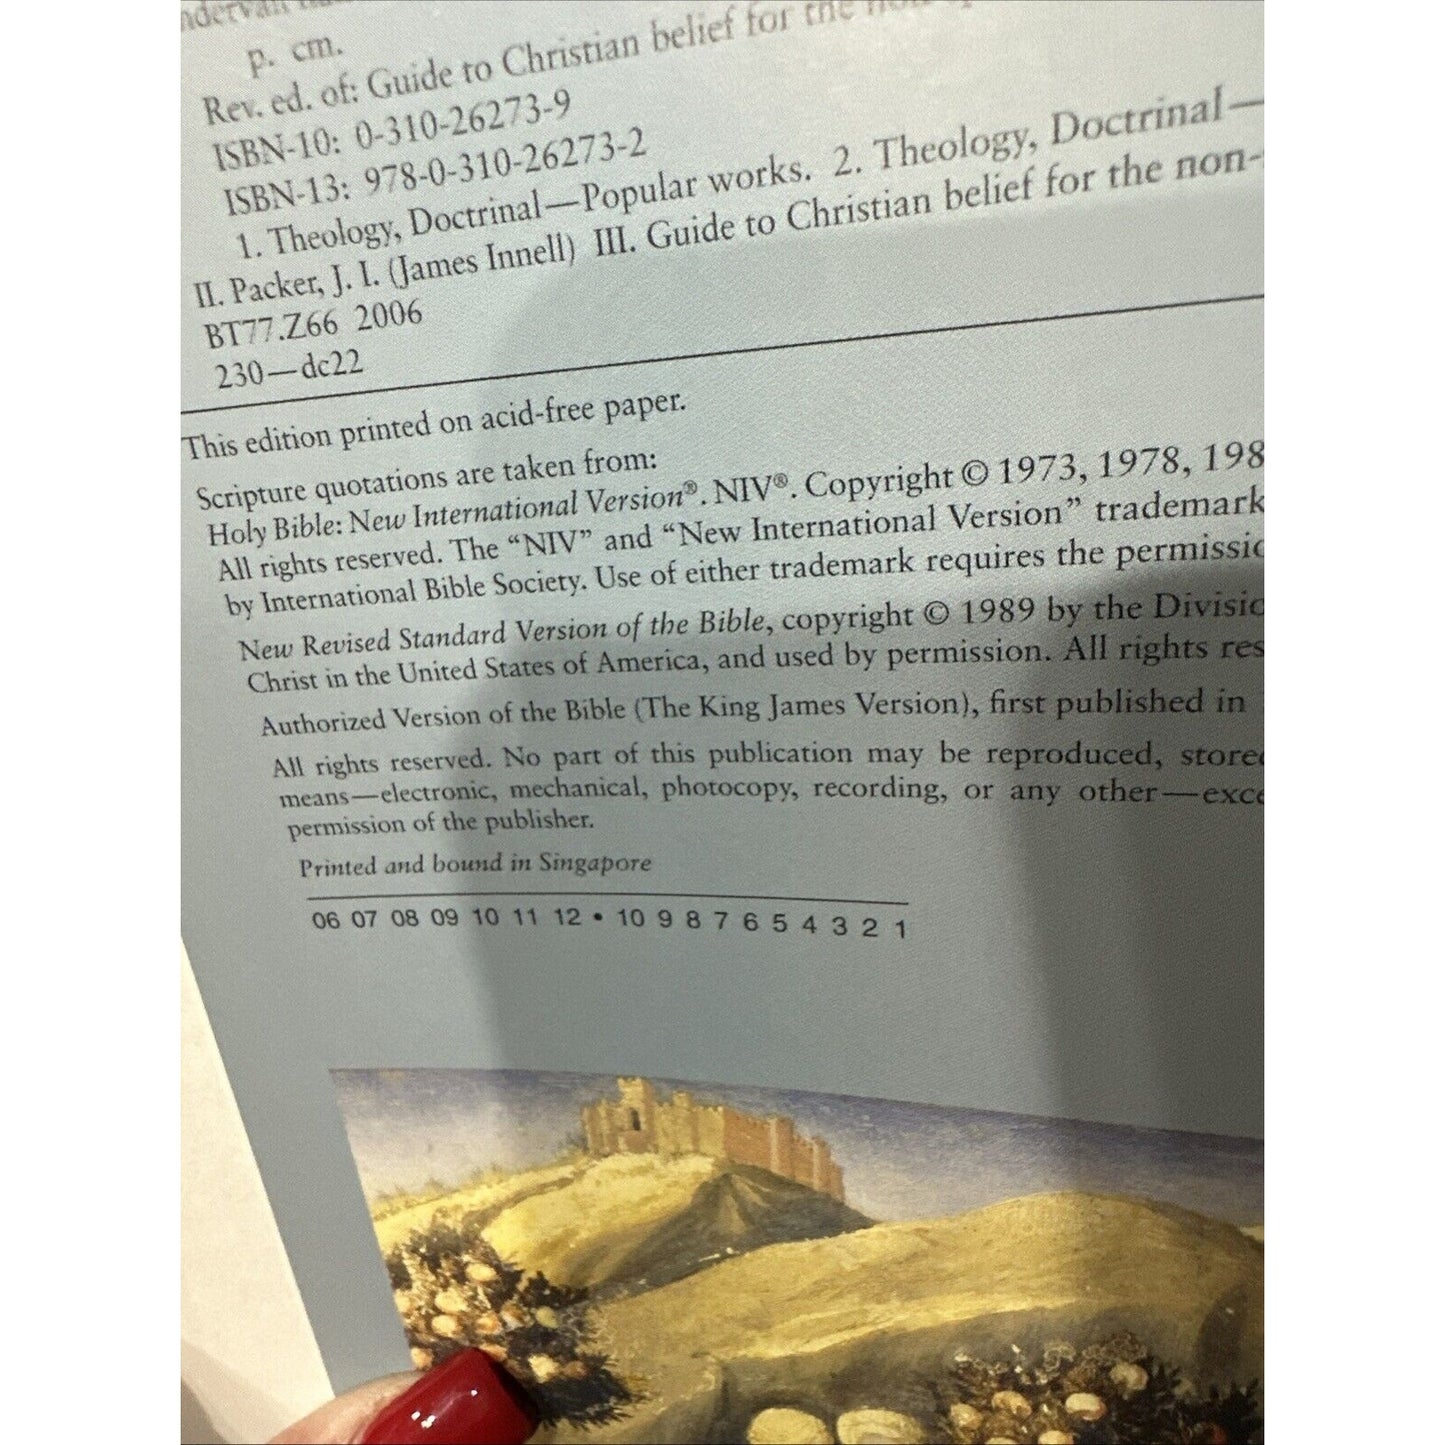 p. cm.
Rev. ed. of: Guide to Christian belief for the
ISBN-10: 0-310-26273-9
ISBN-13: 978-0-310-26273-2
1. Theology, Doctrinal—Popular works. 2. Theology, Doctrinal—
II. Packer, J. I. (James Innell) III. Guide to Christian belief for the non-
BT77.Z66 2006
230—dc22
This edition printed on acid-free paper.
Scripture quotations are taken from:
Holy Bible: New International Version®. NIV®. Copyright © 1973, 1978, 198
All rights reserved. The “NIV” and “New International Version” trademark
by International Bible Society. Use of either trademark requires the permissio
New Revised Standard Version of the Bible, copyright © 1989 by the Divisio
Christ in the United States of America, and used by permission. All rights res
Authorized Version of the Bible (The King James Version), first published in
All rights reserved. No part of this publication may be reproduced, stored
means—electronic, mechanical, photocopy, recording, or any other—exce
permission of the publisher.
Printed and bound in Singapore
06 07 08 09 10 11 12 • 10 9 8 7 6 5 4 3 2 1